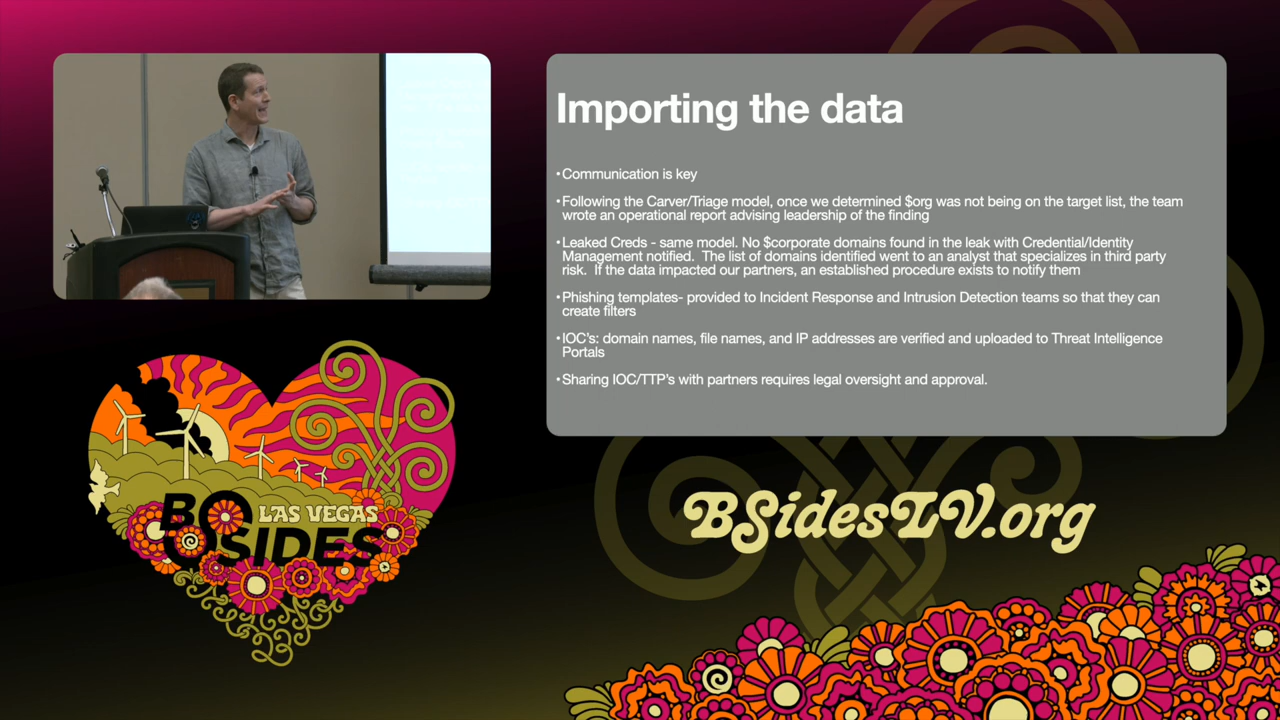 Importing the data
•Communication is key
•Following the Carver/Triage model, once we determined $org was not being on the target list, the team
wrote an operational report advising leadership of the finding
•Leaked Creds - same model. No $corporate domains found in the leak with Credential/Identity
Management notified.  The list of domains identified went to an analyst that specializes in third party
risk.  If the data impacted our partners, an established procedure exists to notify them
•Phishing templates- provided to Incident Response and Intrusion Detection teams so that they can
create filters
•IOC's: domain names, file names, and IP addresses are verified and uploaded to Threat Intelligence
Portals
•Sharing IOC/TTP's with partners requires legal oversight and approval.
LAS VEGAS
BSidesLV.org